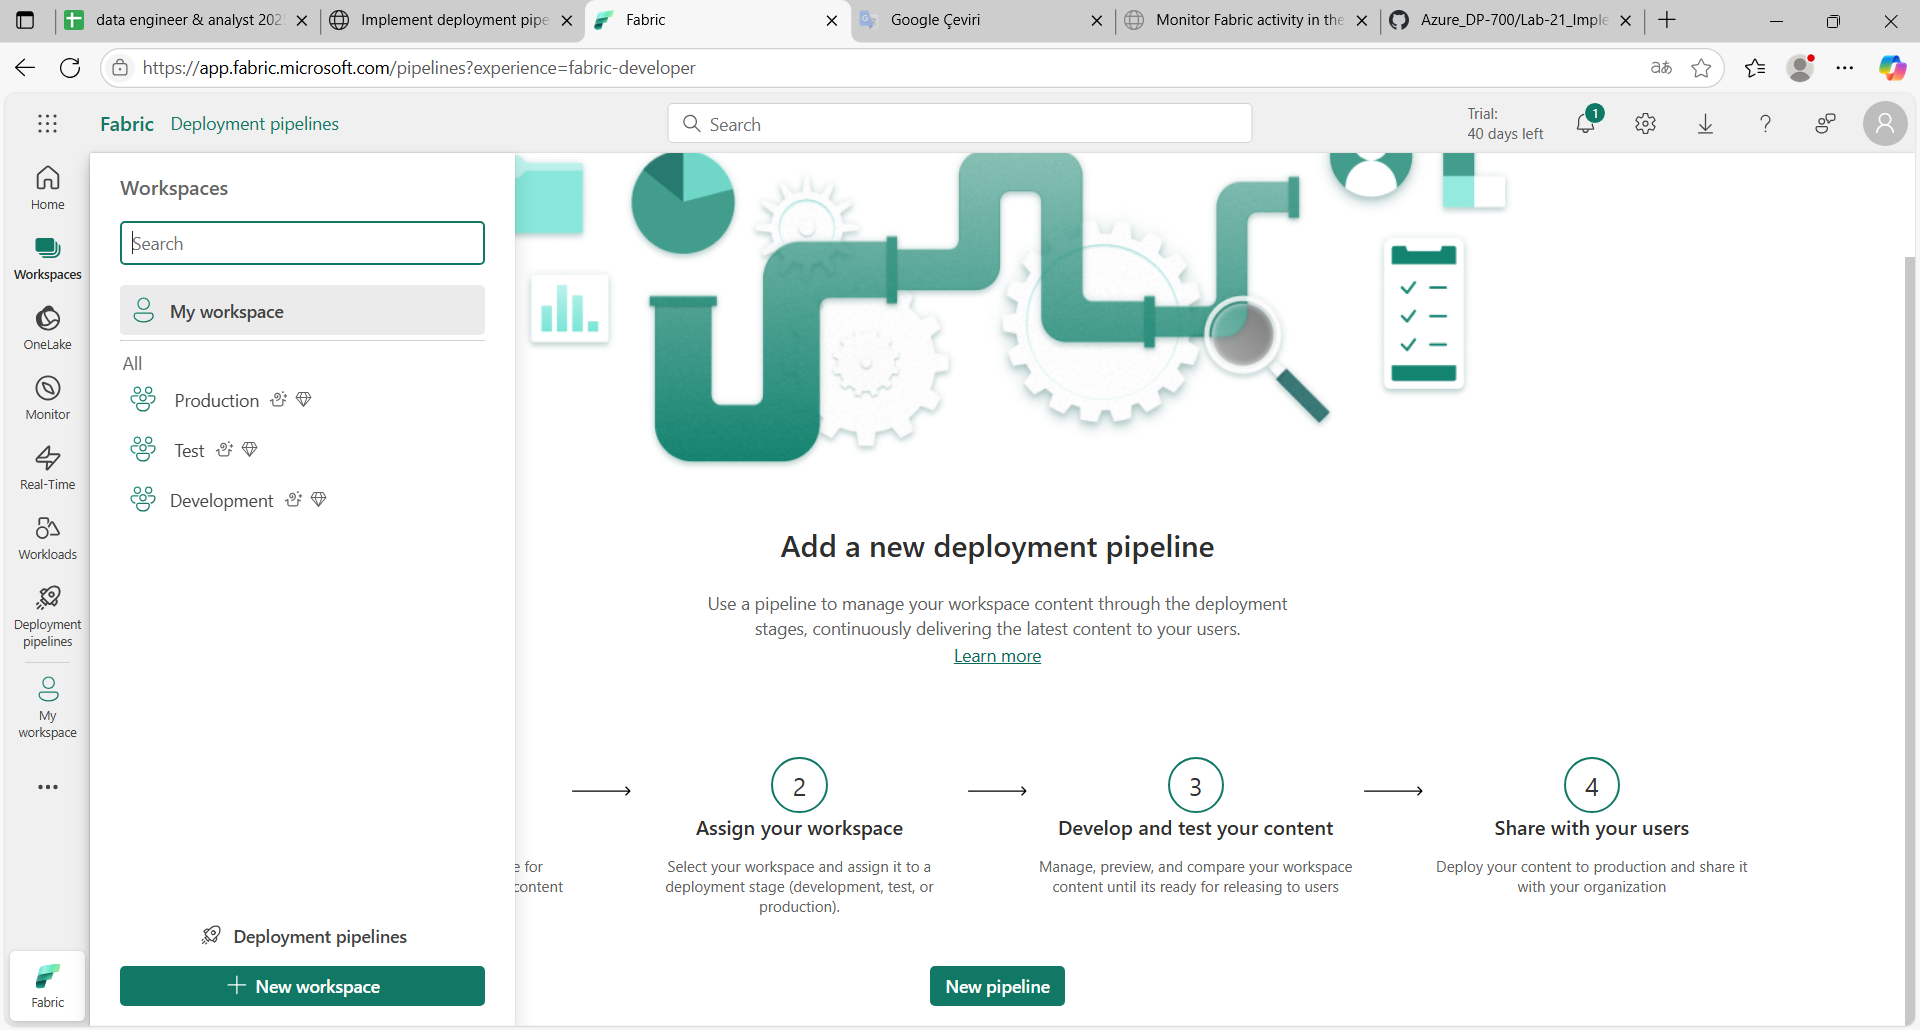 data engineer & analyst 202
Implement deployment pipe
Fabric
Google Çeviri
Monitor Fabric activity in the
Azure_DP-700/Lab-21_Imple
https://app.fabric.microsoft.com/pipelines?experience=fabric-developer
Fabric
Deployment pipelines
Search
Trial:
40 days left
1
Home
Workspaces
OneLake
Monitor
Real-Time
Workloads
Deployment
pipelines
My
workspace
Fabric
Workspaces
Search
My workspace
All
Production
Test
Development
Deployment pipelines
New workspace
Add a new deployment pipeline
Use a pipeline to manage your workspace content through the deployment
stages, continuously delivering the latest content to your users.
Learn more
e for
content
2
Assign your workspace
Select your workspace and assign it to a
deployment stage (development, test, or
production).
3
Develop and test your content
Manage, preview, and compare your workspace
content until its ready for releasing to users
4
Share with your users
Deploy your content to production and share it
with your organization
New pipeline